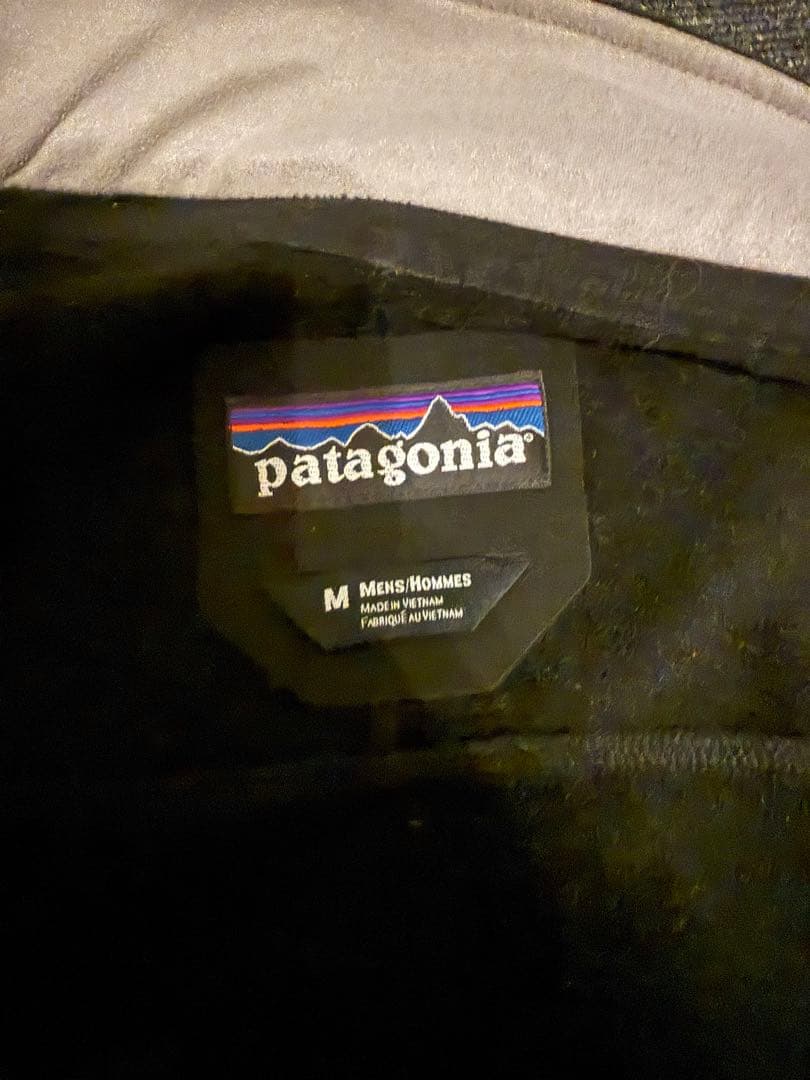 patagonia®
M MENS/HOMMES
MADE IN VIETNAM
FABRIQUÉ AU VIETNAM